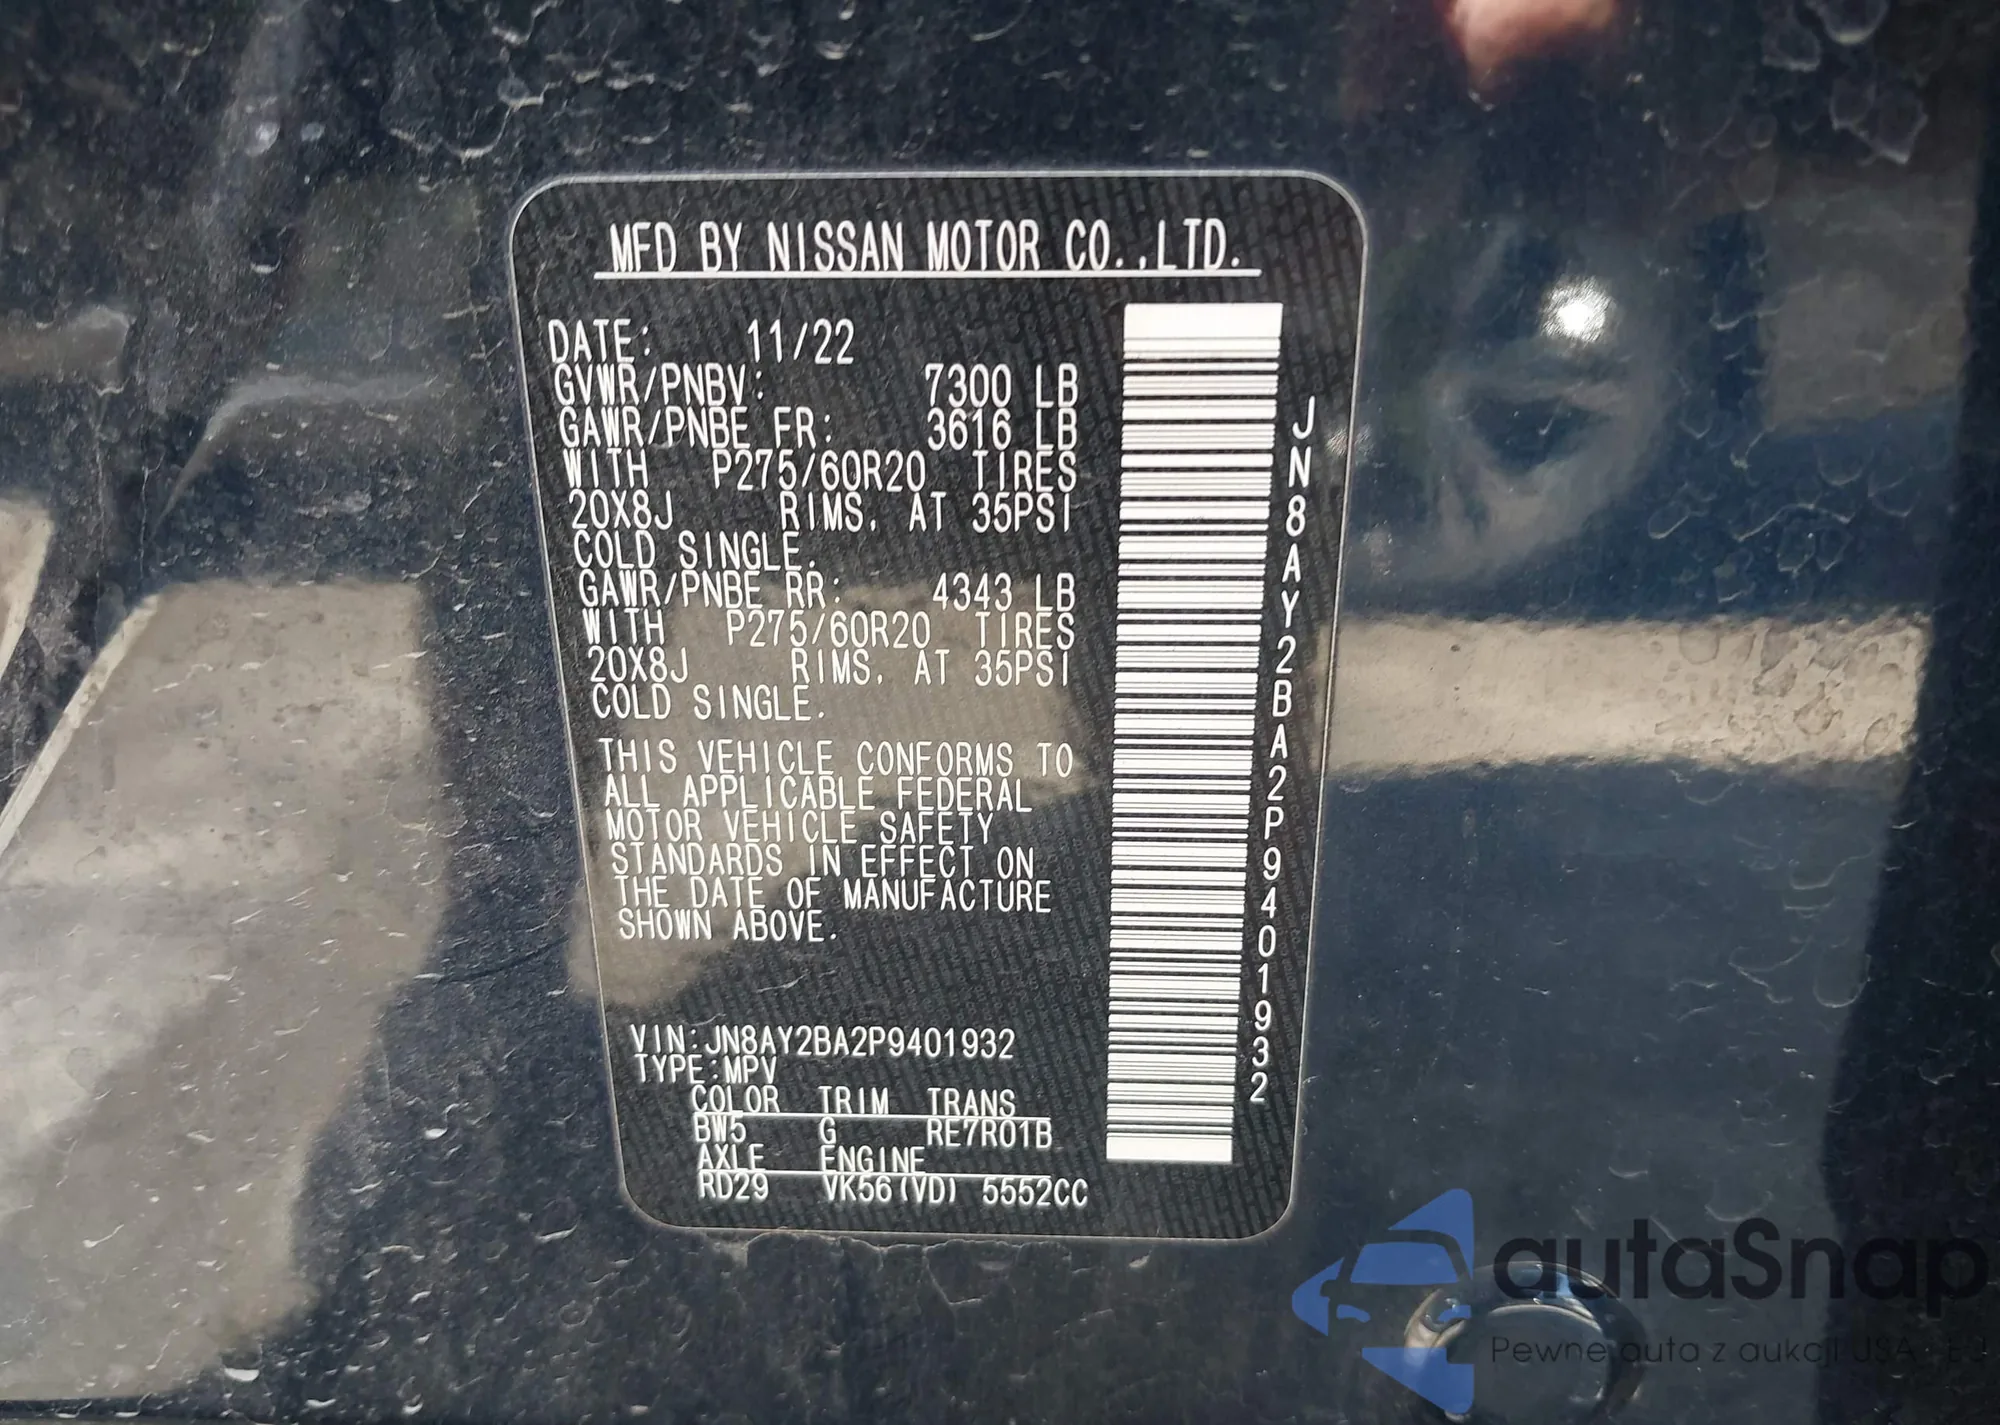 MFD BY NISSAN MOTOR CO.,LTD.
DATE: 11/22
GVWR/PNBV: 7300 LB
GAWR/PNBE FR: 3616 LB
WITH P275/60R20 TIRES
20X8J RIMS, AT 35PSI
COLD SINGLE.
GAWR/PNBE RR: 4343 LB
WITH P275/60R20 TIRES
20X8J RIMS, AT 35PSI
COLD SINGLE.
THIS VEHICLE CONFORMS TO
ALL APPLICABLE FEDERAL
MOTOR VEHICLE SAFETY
STANDARDS IN EFFECT ON
THE DATE OF MANUFACTURE
SHOWN ABOVE.
VIN:JN8AY2BA2P9401932
TYPE:MPV
COLOR TRIM TRANS
BW5 G RE7R01B
AXLE ENGINE
RD29 VK56(VD) 5552CC
JN8AY2BA2P9401932
autaSnap
Pewne auta z aukcji USA